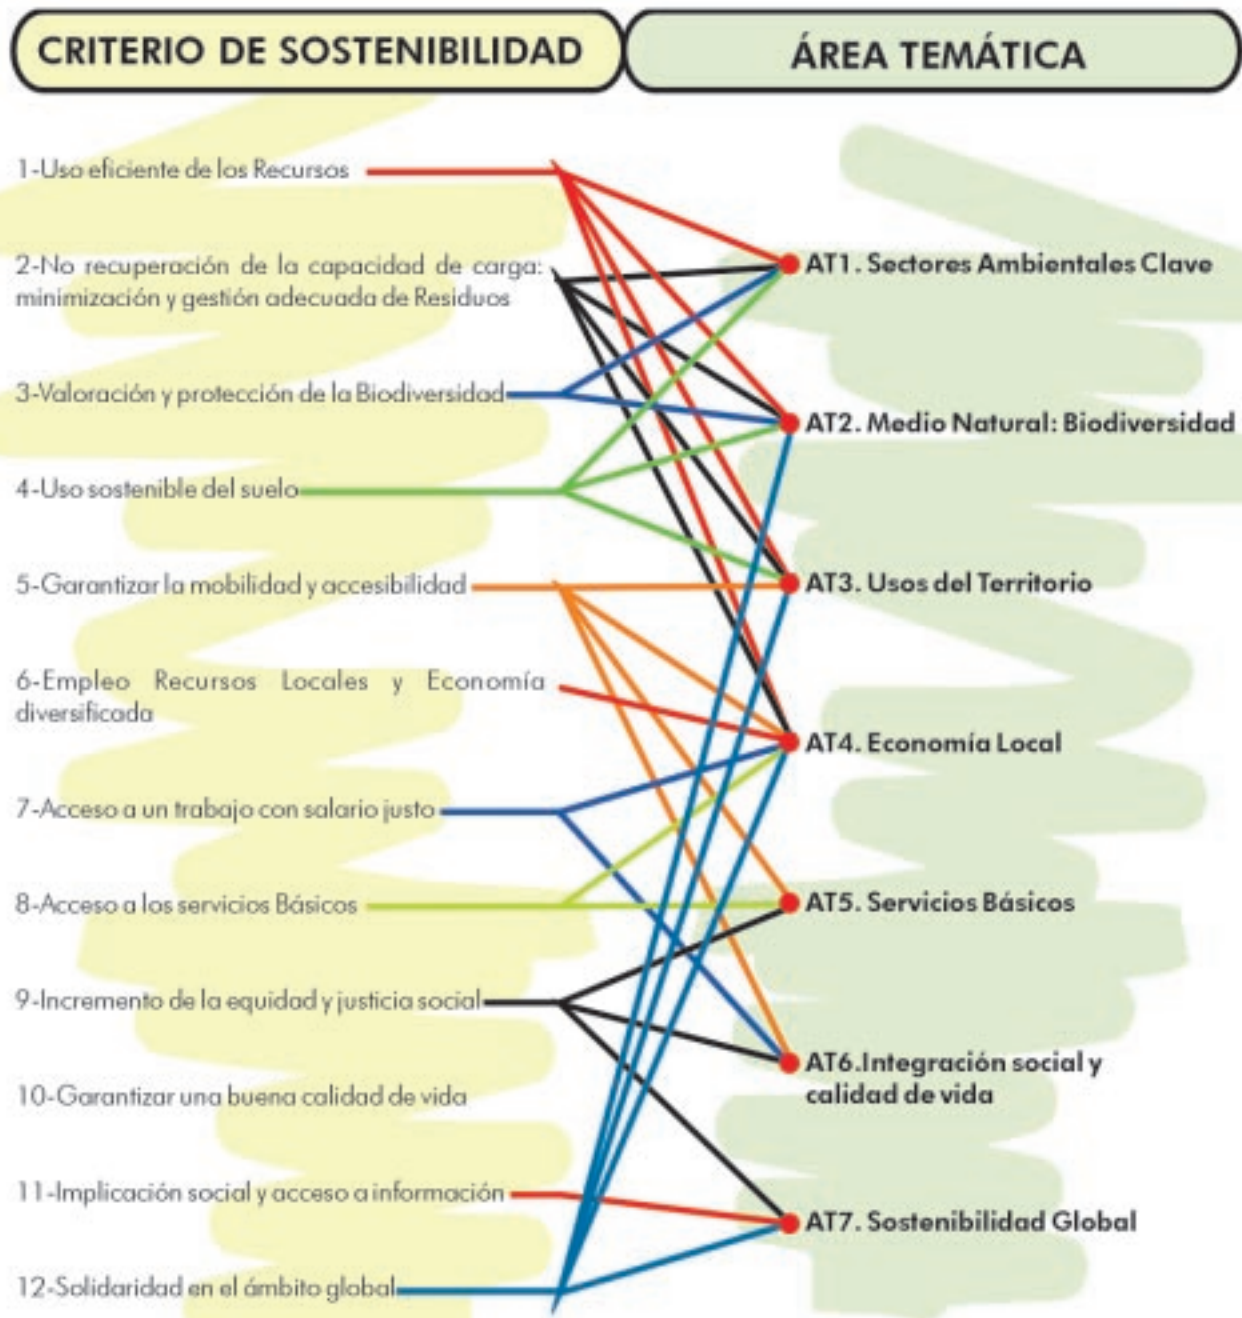 CRITERIO DE SOSTENIBILIDAD
ÁREA TEMÁTICA
1-Uso eficiente de los Recursos
2-No recuperación de la capacidad de carga:
minimización y gestión adecuada de Residuos
3-Valoración y protección de la Biodiversidad
4-Uso sostenible del suelo
5-Garantizar la mobilidad y accesibilidad
6-Empleo Recursos Locales y Economía
diversificada
7-Acceso a un trabajo con salario justo
8-Acceso a los servicios Básicos
9-Incremento de la equidad y justicia social
10-Garantizar una buena calidad de vida
11-Implicación social y acceso a información
12-Solidaridad en el ámbito global
AT1. Sectores Ambientales Clave
AT2. Medio Natural: Biodiversidad
AT3. Usos del Territorio
AT4. Economía Local
AT5. Servicios Básicos
AT6.Integración social y
calidad de vida
AT7. Sostenibilidad Global